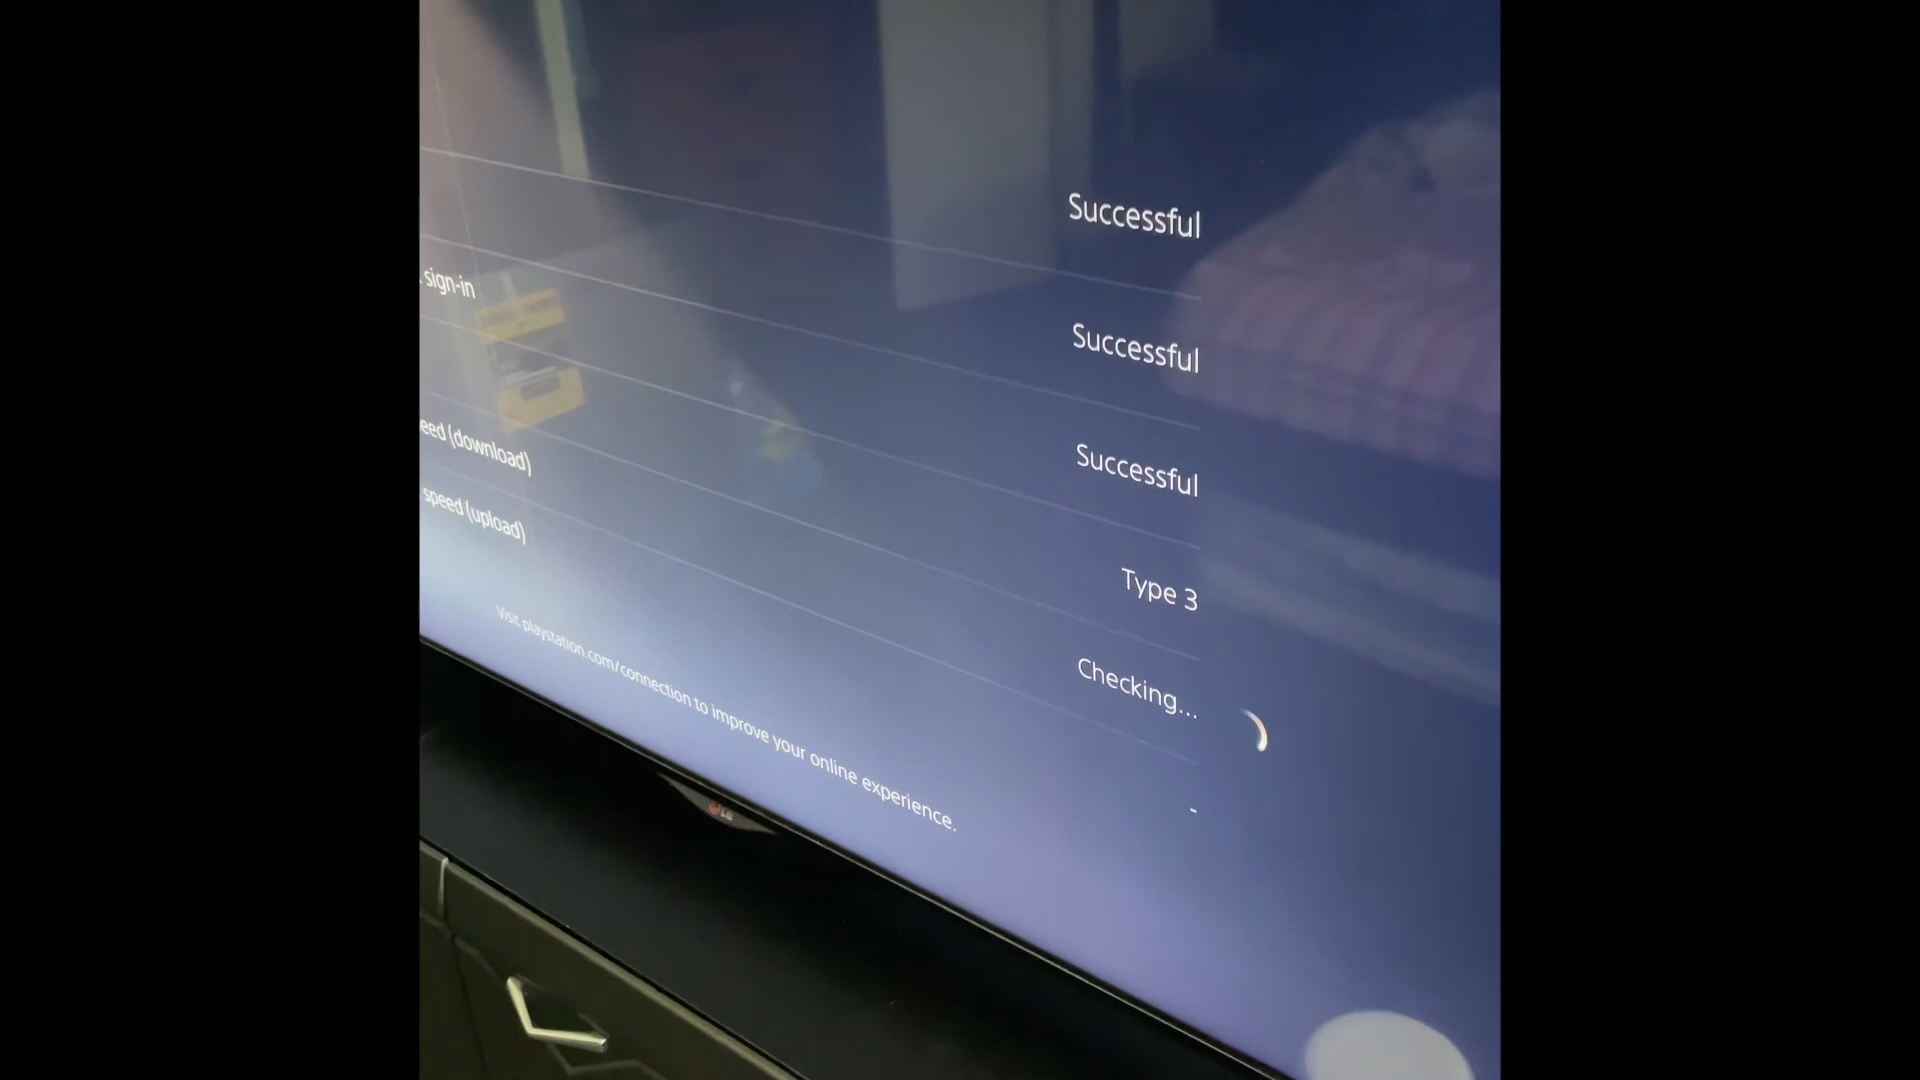 Successful
sign-in
Successful
Successful
Type 3
eed (download)
Checking...
speed (upload)
-
Visit playstation.com/connection to improve your online experience.
LG